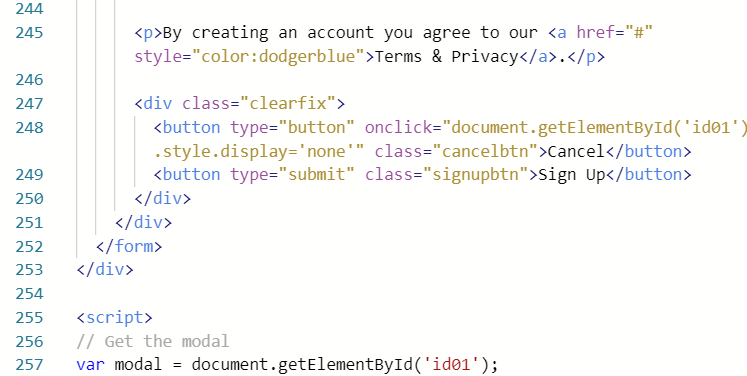 244
245 <p>By creating an account you agree to our <a href="#"
style="color:dodgerblue">Terms & Privacy</a>.</p>
246
247 <div class="clearfix">
248 <button type="button" onclick="document.getElementById('id01')
.style.display='none'" class="cancelbtn">Cancel</button>
249 <button type="submit" class="signupbtn">Sign Up</button>
250 </div>
251 </div>
252 </form>
253 </div>
254
255 <script>
256 // Get the modal
257 var modal = document.getElementById('id01');